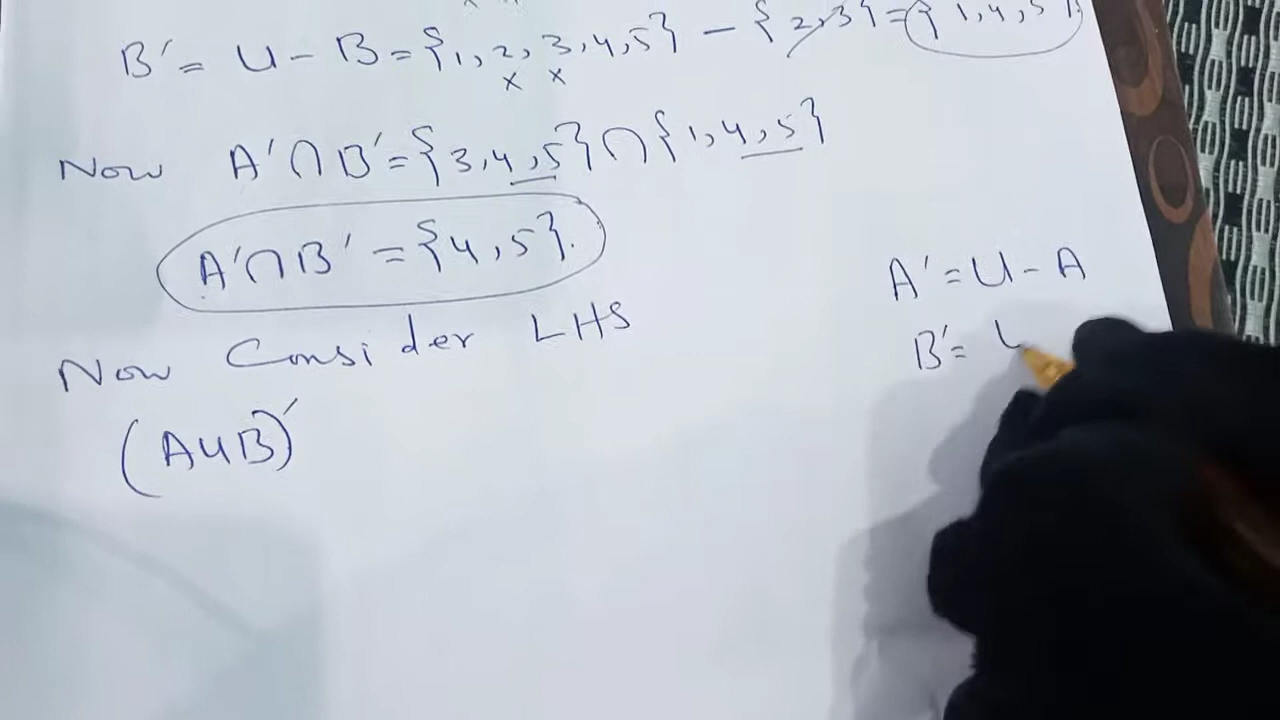 B′ = U − B = {1, 2, 3, 4, 5} − {2, 3} = {1, 4, 5}
x x
Now A′ ∩ B′ = {3, 4, 5} ∩ {1, 4, 5}
A′ ∩ B′ = {4, 5}.
Now Consider LHS
(A ∪ B)′
A′ = U − A
B′ =